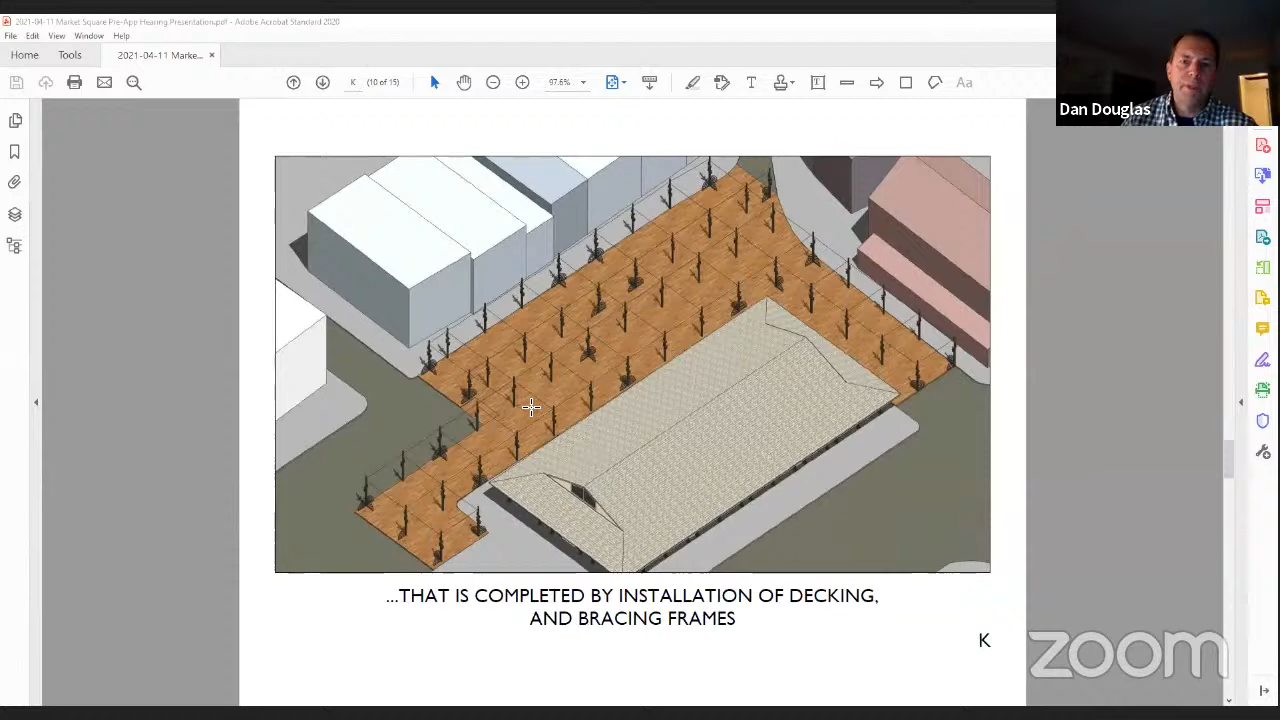 2021-04-11 Market Square Pre-App Hearing Presentation.pdf - Adobe Acrobat Standard 2020
File Edit View Window Help
Home Tools 2021-04-11 Marke... ×
K (10 of 15) 97.6% T T Aa
Dan Douglas
...THAT IS COMPLETED BY INSTALLATION OF DECKING,
AND BRACING FRAMES
K
zoom